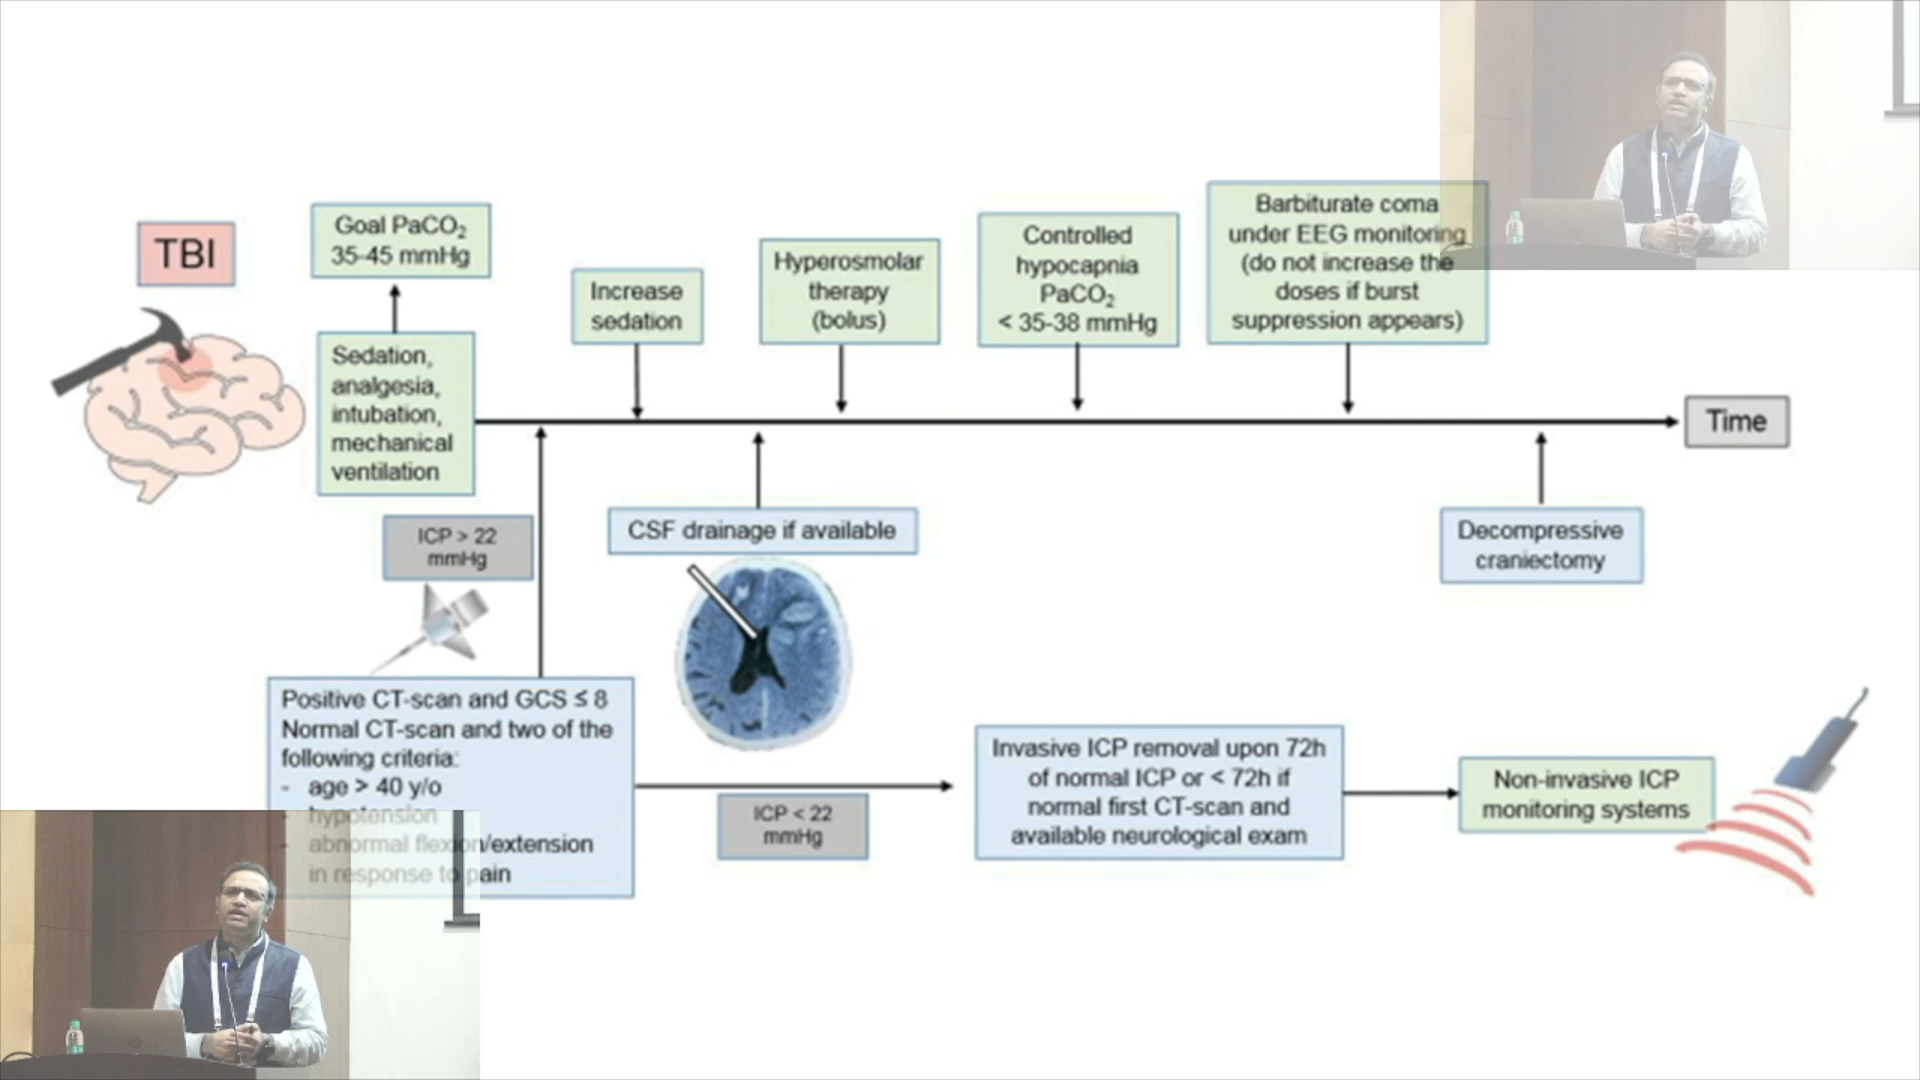 TBI
Goal PaCO₂
35-45 mmHg
Sedation,
analgesia,
intubation,
mechanical
ventilation
Increase
sedation
Hyperosmolar
therapy
(bolus)
Controlled
hypocapnia
PaCO₂
< 35-38 mmHg
Barbiturate coma
under EEG monitoring
(do not increase the
doses if burst
suppression appears)
Time
ICP > 22
mmHg
CSF drainage if available
Decompressive
craniectomy
Positive CT-scan and GCS ≤ 8
Normal CT-scan and two of the
following criteria:
- age > 40 y/o
- hypotension
- abnormal flexion/extension
in response to pain
ICP < 22
mmHg
Invasive ICP removal upon 72h
of normal ICP or < 72h if
normal first CT-scan and
available neurological exam
Non-invasive ICP
monitoring systems